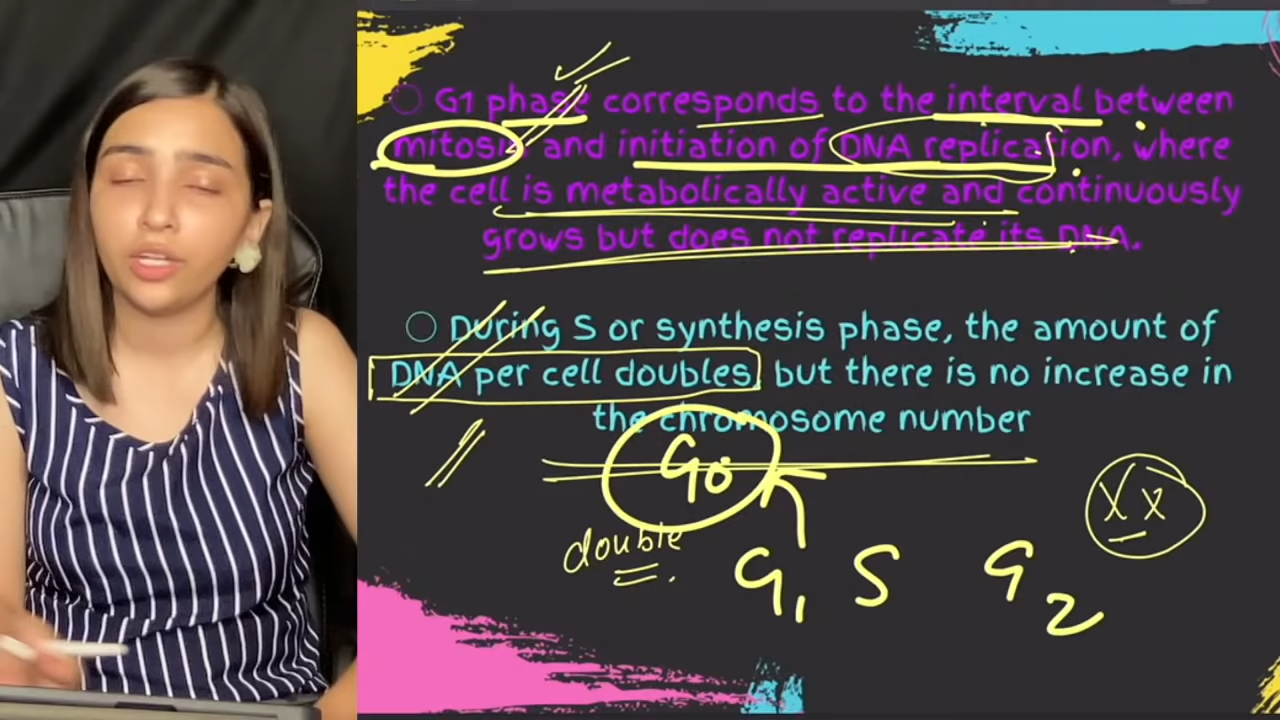 G1 phase corresponds to the interval between
mitosis and initiation of DNA replication, where
the cell is metabolically active and continuously
grows but does not replicate its DNA.
During S or synthesis phase, the amount of
DNA per cell doubles, but there is no increase in
the chromosome number
G0
double
G1 S G2
X x